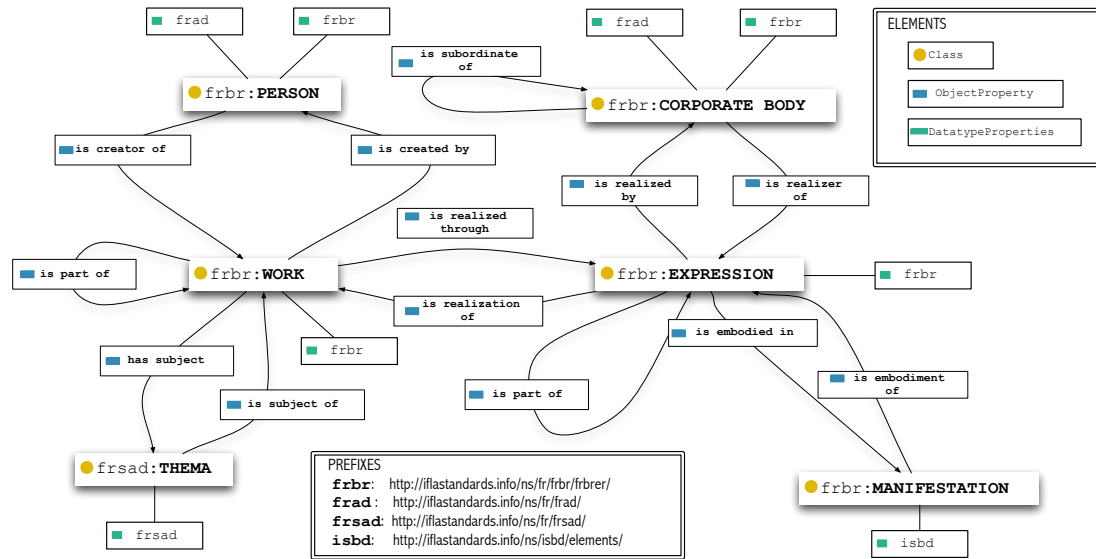 frad
frbr
frad
frbr
ELEMENTS
Class
ObjectProperty
DatatypeProperties
is subordinate
of
frbr:PERSON
frbr:CORPORATE BODY
is creator of
is created by
is realized
by
is realizer
of
is realized
through
is part of
frbr:WORK
frbr:EXPRESSION
frbr
is realization
of
is embodied in
has subject
frbr
is subject of
is part of
is embodiment
of
frsad:THEMA
frbr:MANIFESTATION
PREFIXES
frbr: http://iflastandards.info/ns/fr/frbr/frbrer/
frad : http://iflastandards.info/ns/fr/frad/
frsad: http://iflastandards.info/ns/fr/frsad/
isbd: http://iflastandards.info/ns/isbd/elements/
frsad
isbd